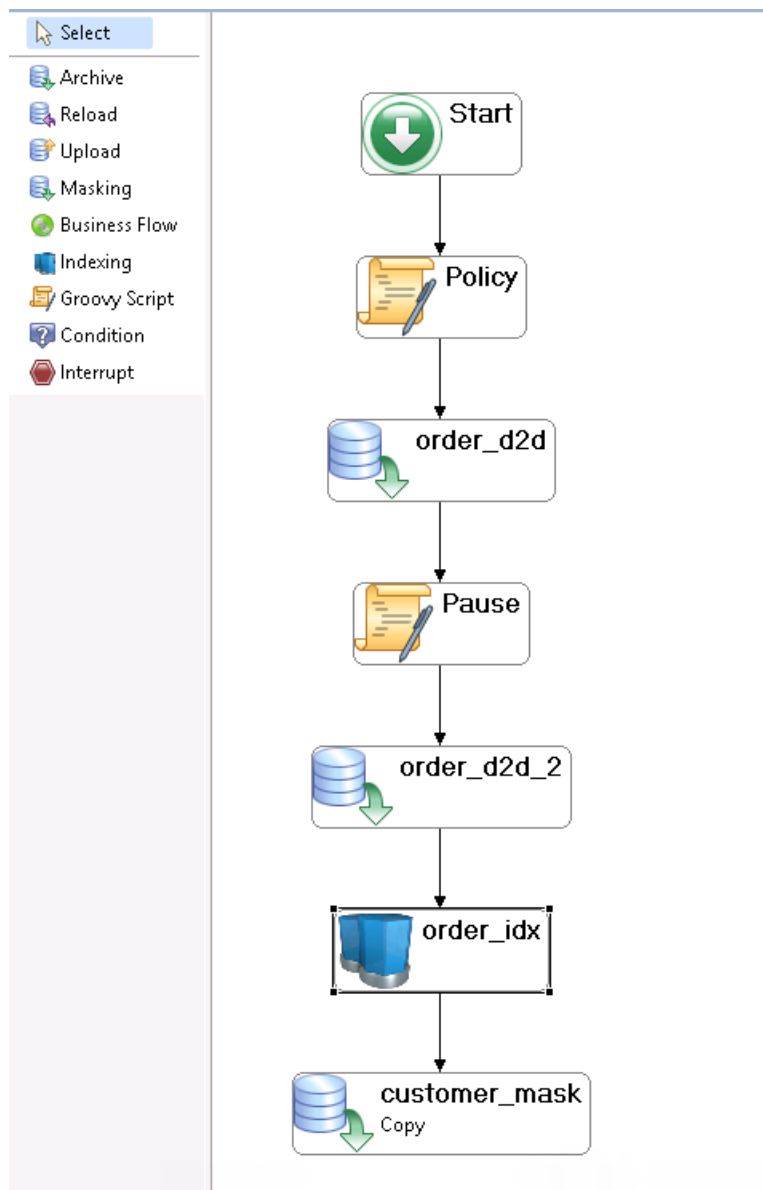 Select
Archive
Reload
Upload
Masking
Business Flow
Indexing
Groovy Script
Condition
Interrupt
Start
Policy
order_d2d
Pause
order_d2d_2
order_idx
customer_mask
Copy